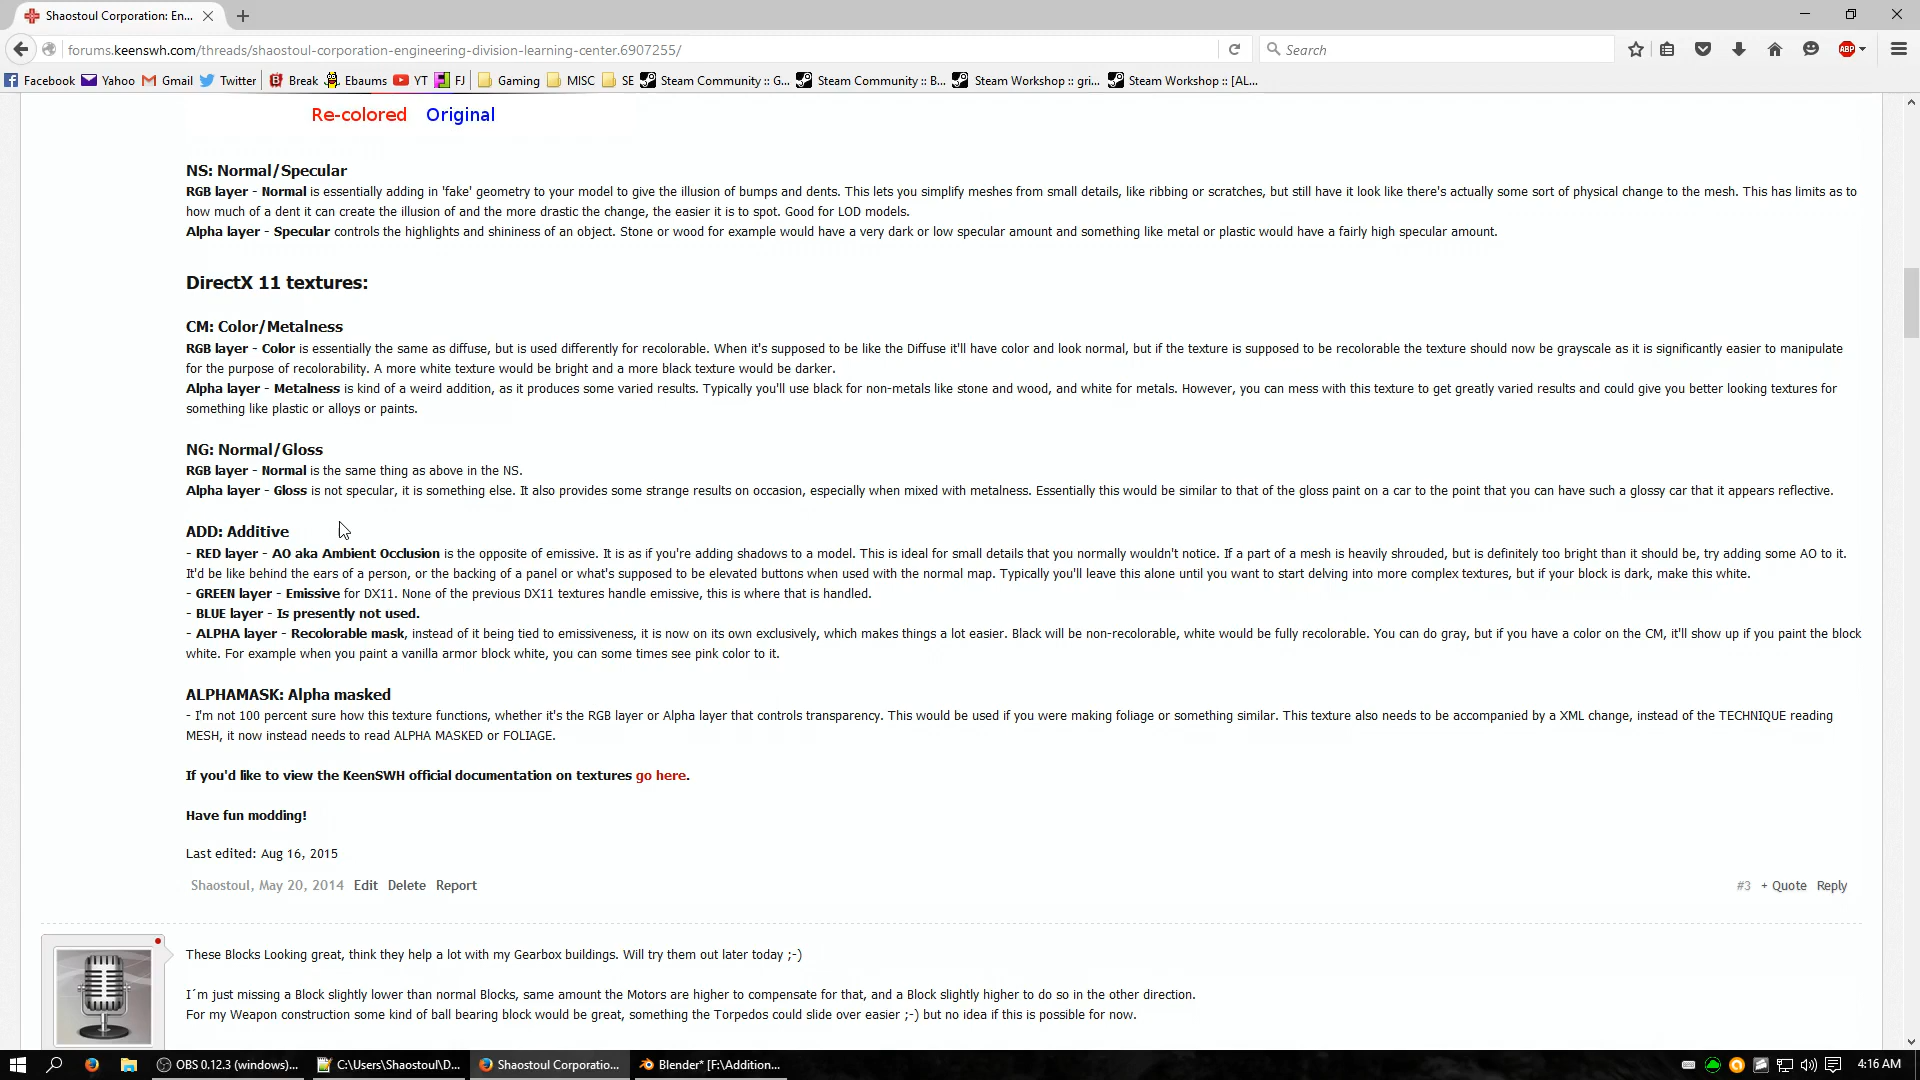 Shaostoul Corporation: En...
forums.keenswh.com/threads/shaostoul-corporation-engineering-division-learning-center.6907255/
Search
ABP
Facebook Yahoo Gmail Twitter Break Ebaums YT FJ Gaming MISC SE Steam Community :: G... Steam Community :: B... Steam Workshop :: gri... Steam Workshop :: [AL...
Re-colored Original
NS: Normal/Specular
RGB layer - Normal is essentially adding in 'fake' geometry to your model to give the illusion of bumps and dents. This lets you simplify meshes from small details, like ribbing or scratches, but still have it look like there's actually some sort of physical change to the mesh. This has limits as to
how much of a dent it can create the illusion of and the more drastic the change, the easier it is to spot. Good for LOD models.
Alpha layer - Specular controls the highlights and shininess of an object. Stone or wood for example would have a very dark or low specular amount and something like metal or plastic would have a fairly high specular amount.
DirectX 11 textures:
CM: Color/Metalness
RGB layer - Color is essentially the same as diffuse, but is used differently for recolorable. When it's supposed to be like the Diffuse it'll have color and look normal, but if the texture is supposed to be recolorable the texture should now be grayscale as it is significantly easier to manipulate
for the purpose of recolorability. A more white texture would be bright and a more black texture would be darker.
Alpha layer - Metalness is kind of a weird addition, as it produces some varied results. Typically you'll use black for non-metals like stone and wood, and white for metals. However, you can mess with this texture to get greatly varied results and could give you better looking textures for
something like plastic or alloys or paints.
NG: Normal/Gloss
RGB layer - Normal is the same thing as above in the NS.
Alpha layer - Gloss is not specular, it is something else. It also provides some strange results on occasion, especially when mixed with metalness. Essentially this would be similar to that of the gloss paint on a car to the point that you can have such a glossy car that it appears reflective.
ADD: Additive
- RED layer - AO aka Ambient Occlusion is the opposite of emissive. It is as if you're adding shadows to a model. This is ideal for small details that you normally wouldn't notice. If a part of a mesh is heavily shrouded, but is definitely too bright than it should be, try adding some AO to it.
It'd be like behind the ears of a person, or the backing of a panel or what's supposed to be elevated buttons when used with the normal map. Typically you'll leave this alone until you want to start delving into more complex textures, but if your block is dark, make this white.
- GREEN layer - Emissive for DX11. None of the previous DX11 textures handle emissive, this is where that is handled.
- BLUE layer - Is presently not used.
- ALPHA layer - Recolorable mask, instead of it being tied to emissiveness, it is now on its own exclusively, which makes things a lot easier. Black will be non-recolorable, white would be fully recolorable. You can do gray, but if you have a color on the CM, it'll show up if you paint the block
white. For example when you paint a vanilla armor block white, you can some times see pink color to it.
ALPHAMASK: Alpha masked
- I'm not 100 percent sure how this texture functions, whether it's the RGB layer or Alpha layer that controls transparency. This would be used if you were making foliage or something similar. This texture also needs to be accompanied by a XML change, instead of the TECHNIQUE reading
MESH, it now instead needs to read ALPHA MASKED or FOLIAGE.
If you'd like to view the KeenSWH official documentation on textures go here.
Have fun modding!
Last edited: Aug 16, 2015
Shaostoul, May 20, 2014 Edit Delete Report #3 + Quote Reply
These Blocks Looking great, think they help a lot with my Gearbox buildings. Will try them out later today ;-)
I´m just missing a Block slightly lower than normal Blocks, same amount the Motors are higher to compensate for that, and a Block slightly higher to do so in the other direction.
For my Weapon construction some kind of ball bearing block would be great, something the Torpedos could slide over easier ;-) but no idea if this is possible for now.
OBS 0.12.3 (windows)... C:\Users\Shaostoul\D... Shaostoul Corporatio... Blender* [F:\Addition... 4:16 AM